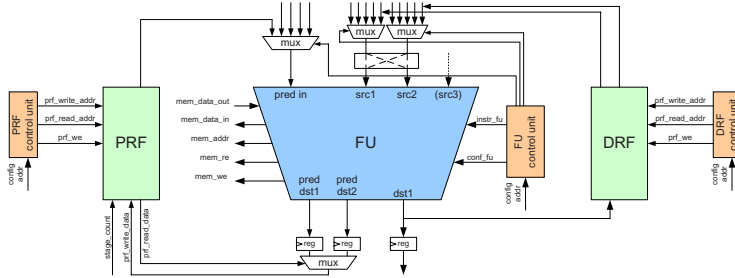 mux
mux
mux
pred in
src1
src2
(src3)
mem_data_out
mem_data_in
mem_addr
mem_re
mem_we
FU
instr_fu
conf_fu
pred
dst1
pred
dst2
dst1
PRF
control unit
prf_write_addr
prf_read_addr
prf_we
config
addr
PRF
FU
control unit
config
addr
DRF
prf_write_addr
prf_read_addr
prf_we
DRF
control unit
config
addr
stage_count
prf_write_data
prf_read_data
reg
reg
reg
mux